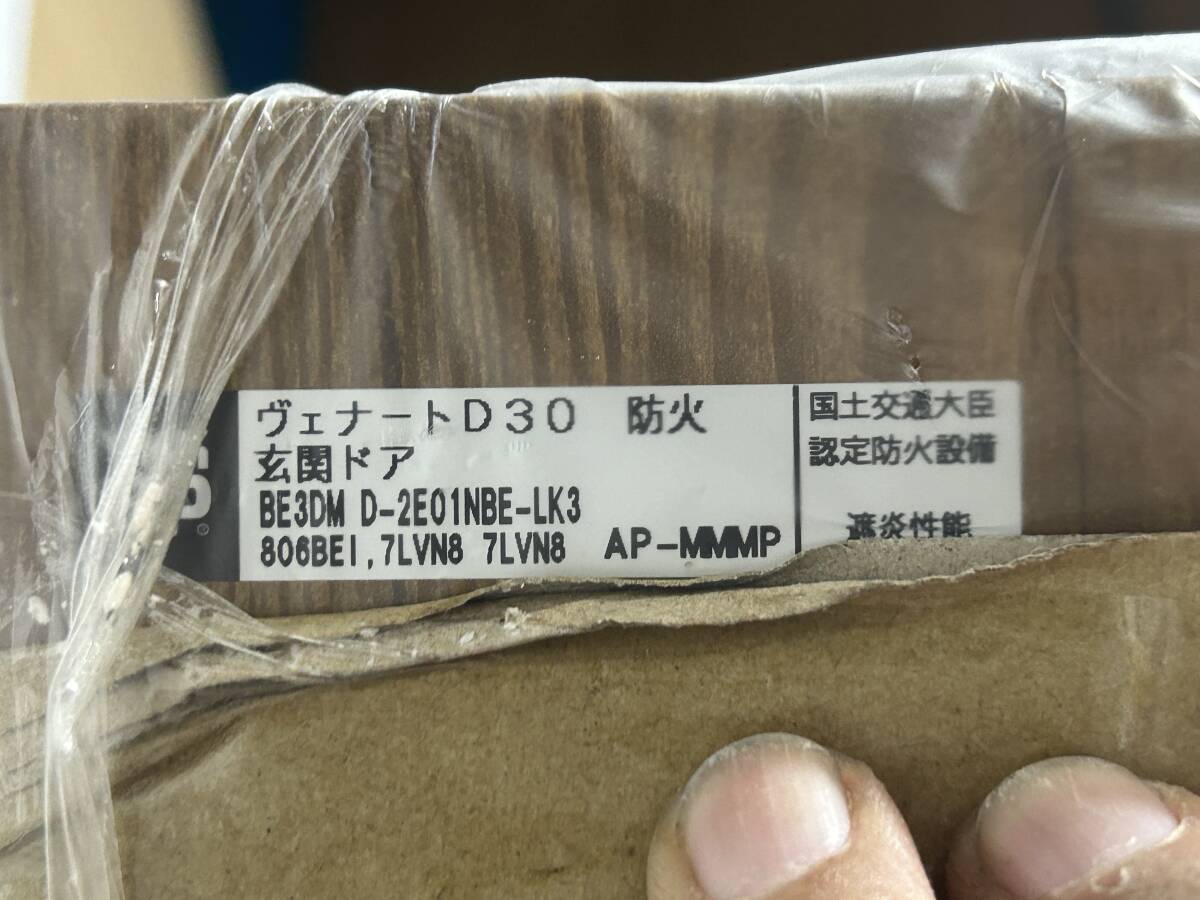 ヴェナートD30 防火
玄関ドア
BE3DM D-2E01NBE-LK3
806BEI,7LVN8 7LVN8 AP-MMMP
国土交通大臣
認定防火設備
遮炎性能
®